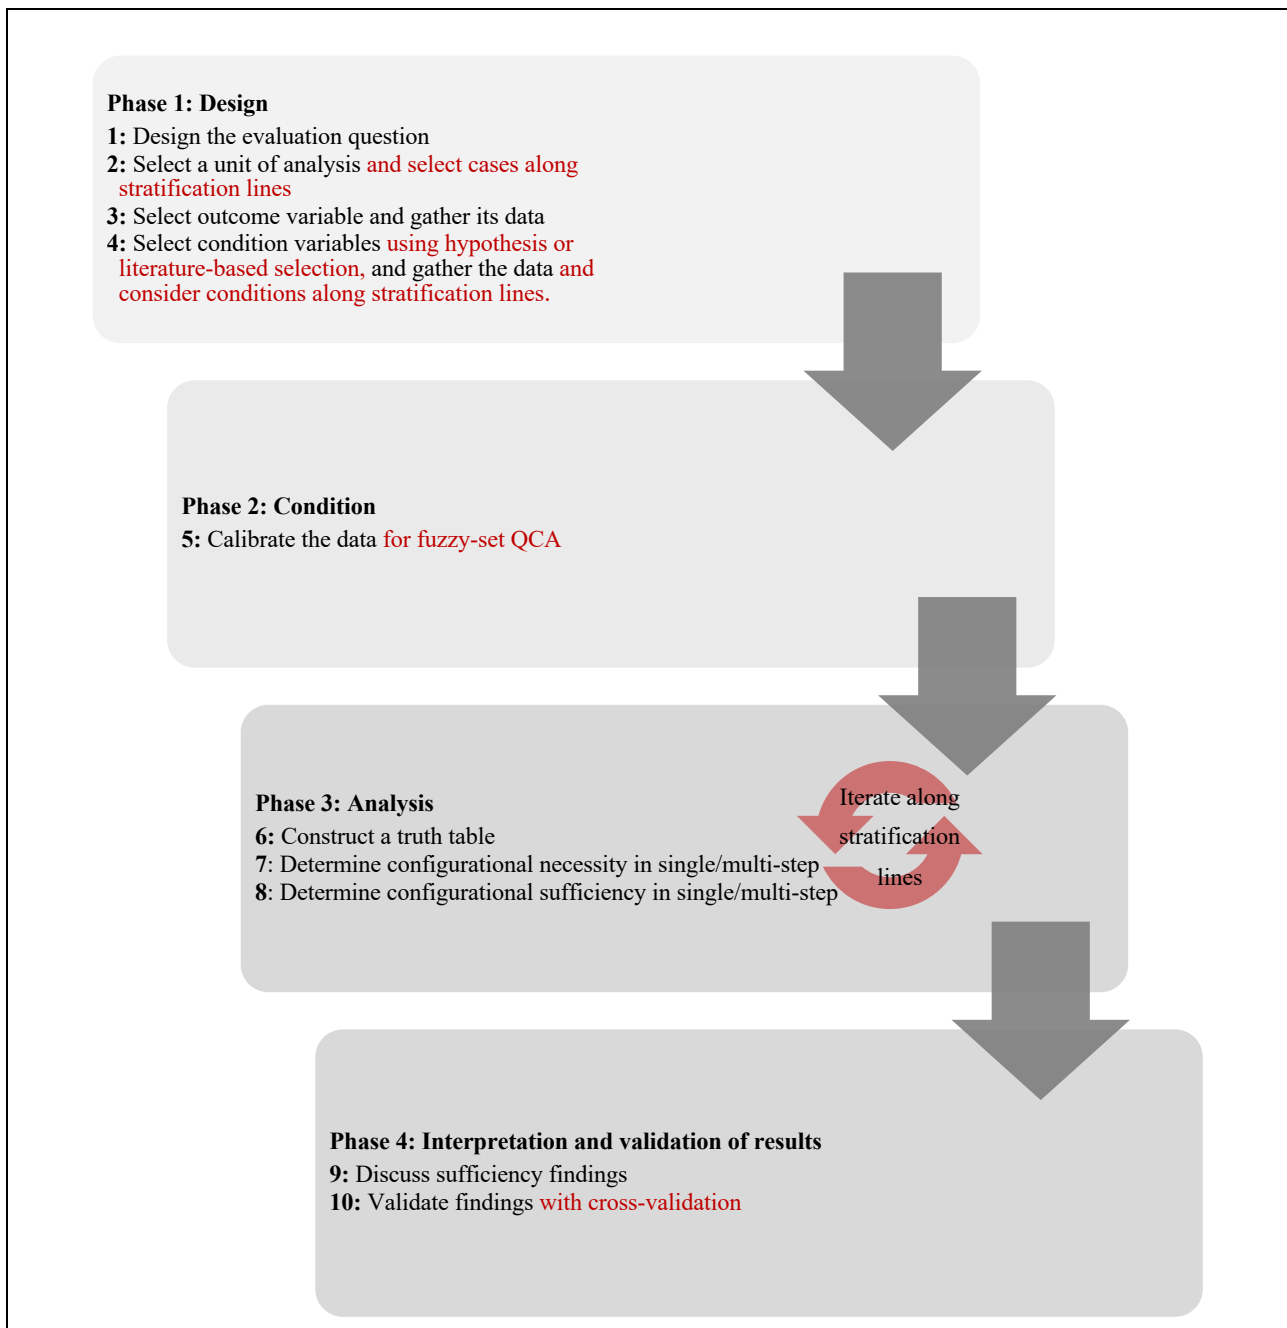 Phase 1: Design
1: Design the evaluation question
2: Select a unit of analysis and select cases along
stratification lines
3: Select outcome variable and gather its data
4: Select condition variables using hypothesis or
literature-based selection, and gather the data and
consider conditions along stratification lines.
Phase 2: Condition
5: Calibrate the data for fuzzy-set QCA
Phase 3: Analysis
6: Construct a truth table
7: Determine configurational necessity in single/multi-step
8: Determine configurational sufficiency in single/multi-step
Iterate along
stratification
lines
Phase 4: Interpretation and validation of results
9: Discuss sufficiency findings
10: Validate findings with cross-validation